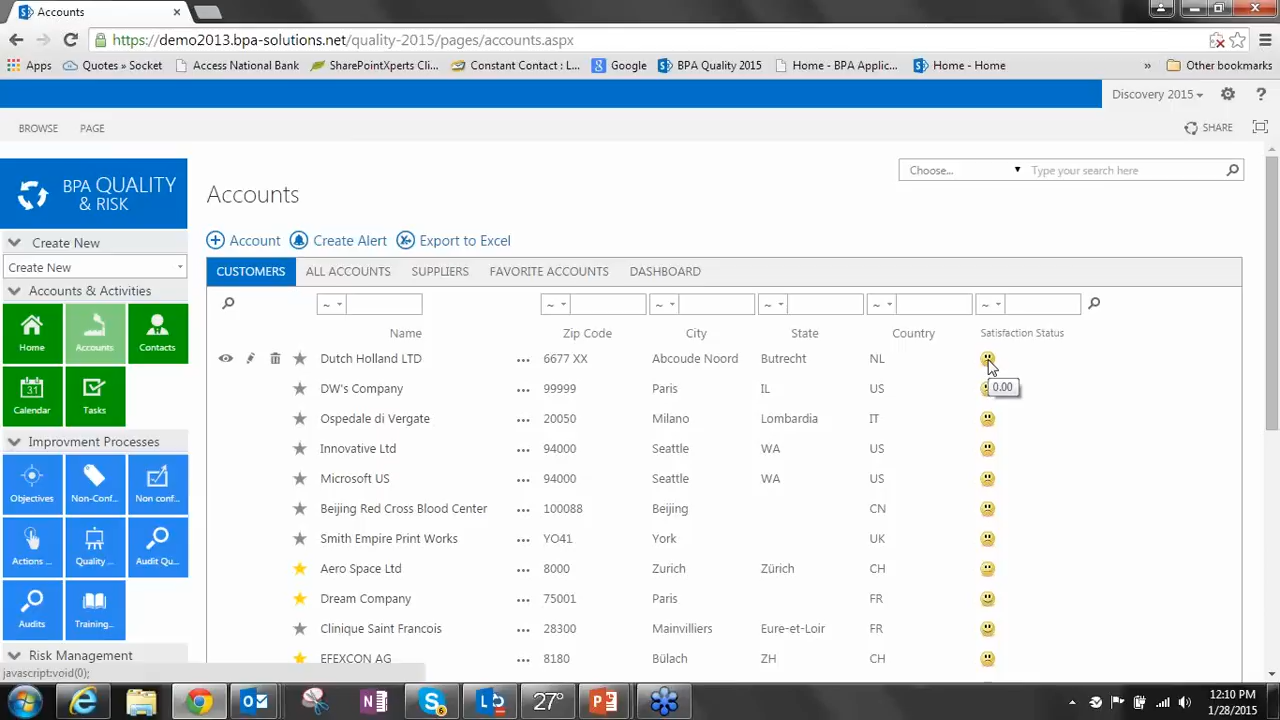 Accounts
https://demo2013.bpa-solutions.net/quality-2015/pages/accounts.aspx
Apps Quotes » Socket Access National Bank SharePointXperts Cli... Constant Contact : L... Google BPA Quality 2015 Home - BPA Applic... Home - Home » Other bookmarks
Discovery 2015
BROWSE PAGE SHARE
BPA QUALITY & RISK
Choose... Type your search here
Accounts
Create New
Account Create Alert Export to Excel
Create New
CUSTOMERS ALL ACCOUNTS SUPPLIERS FAVORITE ACCOUNTS DASHBOARD
Accounts & Activities
~ ~ ~ ~ ~ ~
Name Zip Code City State Country Satisfaction Status
Home Accounts Contacts
Dutch Holland LTD ... 6677 XX Abcoude Noord Butrecht NL
0.00
DW's Company ... 99999 Paris IL US
31
Calendar Tasks
Ospedale di Vergate ... 20050 Milano Lombardia IT
Improvment Processes
Innovative Ltd ... 94000 Seattle WA US
Microsoft US ... 94000 Seattle WA US
Objectives Non-Conf... Non conf...
Beijing Red Cross Blood Center ... 100088 Beijing CN
Smith Empire Print Works ... YO41 York UK
Actions ... Quality ... Audit Qu...
Aero Space Ltd ... 8000 Zurich Zürich CH
Dream Company ... 75001 Paris FR
Audits Training...
Clinique Saint Francois ... 28300 Mainvilliers Eure-et-Loir FR
Risk Management
EFEXCON AG ... 8180 Bülach ZH CH
javascript:void(0);
27°
6
12:10 PM
1/28/2015